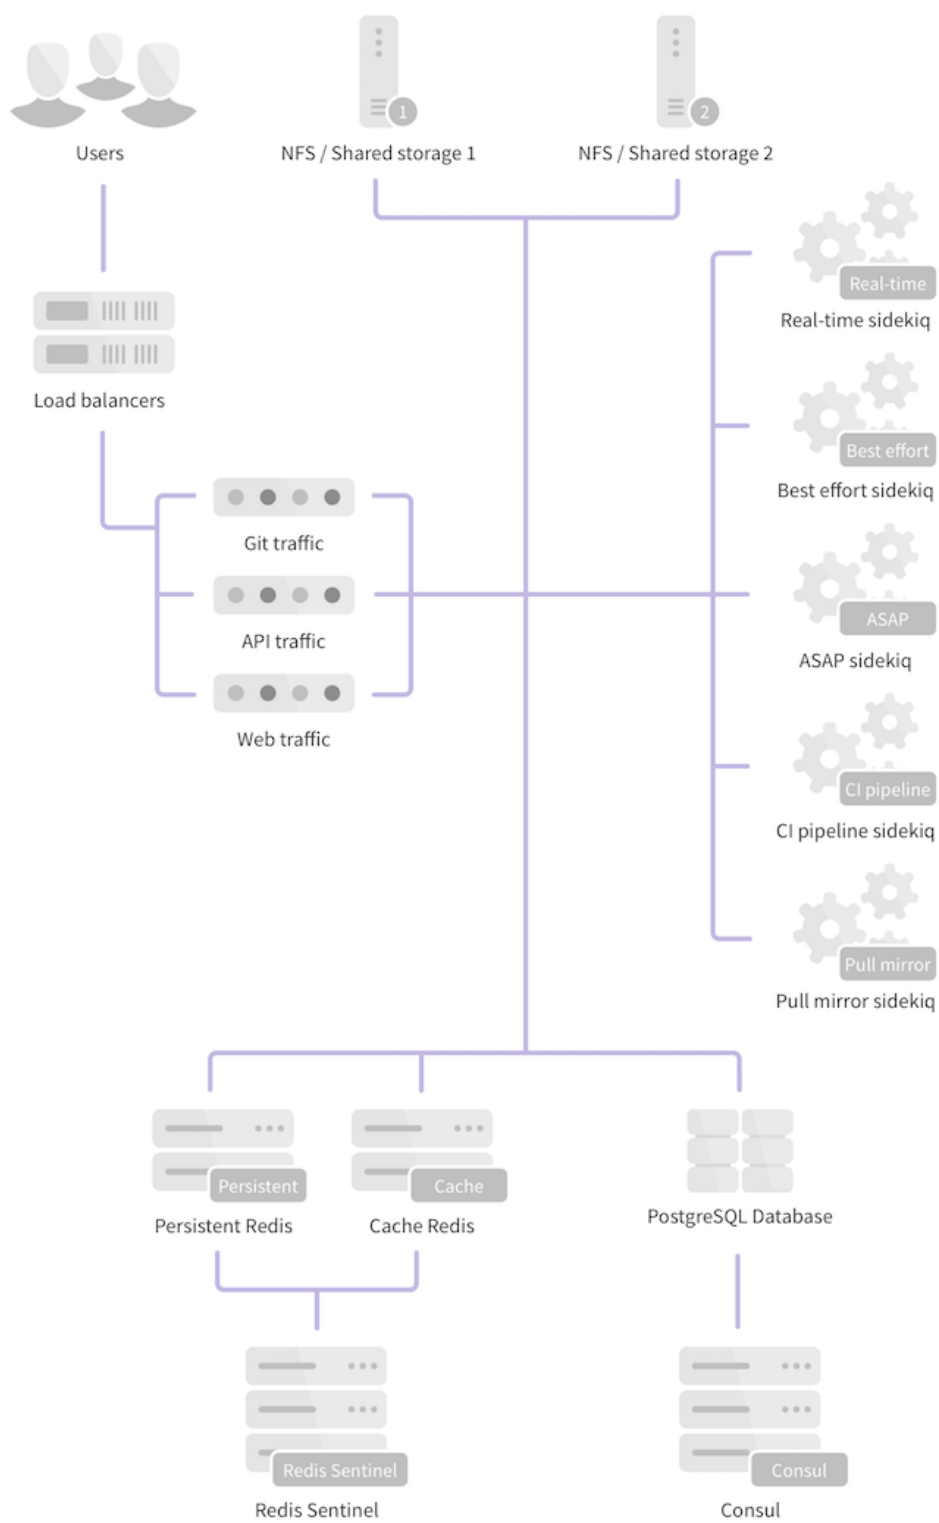 1
2
Users
NFS / Shared storage 1
NFS / Shared storage 2
Real-time
Real-time sidekiq
Load balancers
Best effort
Best effort sidekiq
Git traffic
ASAP
API traffic
ASAP sidekiq
Web traffic
CI pipeline
CI pipeline sidekiq
Pull mirror
Pull mirror sidekiq
Persistent
Cache
Persistent Redis
Cache Redis
PostgreSQL Database
Redis Sentinel
Consul
Redis Sentinel
Consul